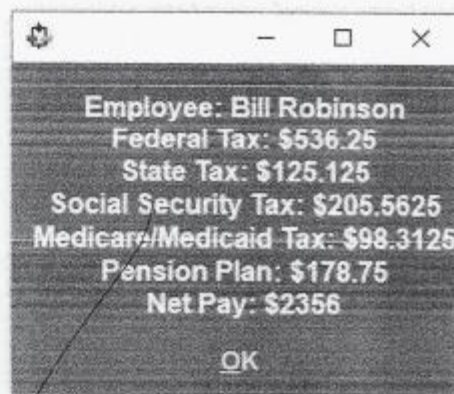 Employee: Bill Robinson
Federal Tax: $536.25
State Tax: $125.125
Social Security Tax: $205.5625
Medicare/Medicaid Tax: $98.3125
Pension Plan: $178.75
Net Pay: $2356
OK